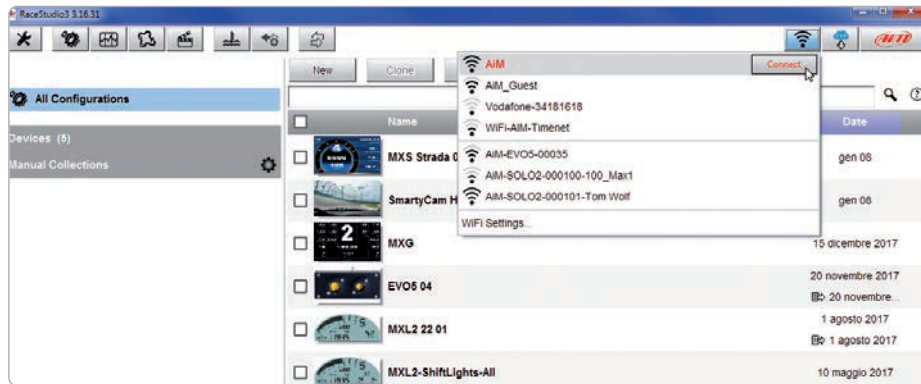 RaceStudio3 3.16.31
AiM
New
Clone
AiM
Connect
AiM_Guest
Vodafone-34181618
WiFi-AIM-Timenet
AiM-EVO5-00035
AiM-SOLO2-000100-100_Max1
AiM-SOLO2-000101-Tom Wolf
WiFi Settings...
All Configurations
Devices (5)
Manual Collections
Name
Date
MXS Strada
gen 08
SmartyCam H
gen 08
2
MXG
15 dicembre 2017
EVO5 04
20 novembre 2017
20 novembre...
MXL2 22 01
1 agosto 2017
1 agosto 2017
MXL2-ShiftLights-All
10 maggio 2017